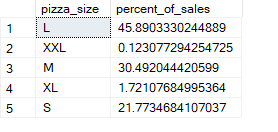 pizza_size percent_of_sales
1 L 45.8903330244889
2 XXL 0.123077294254725
3 M 30.492044420599
4 XL 1.72107684995364
5 S 21.7734684107037